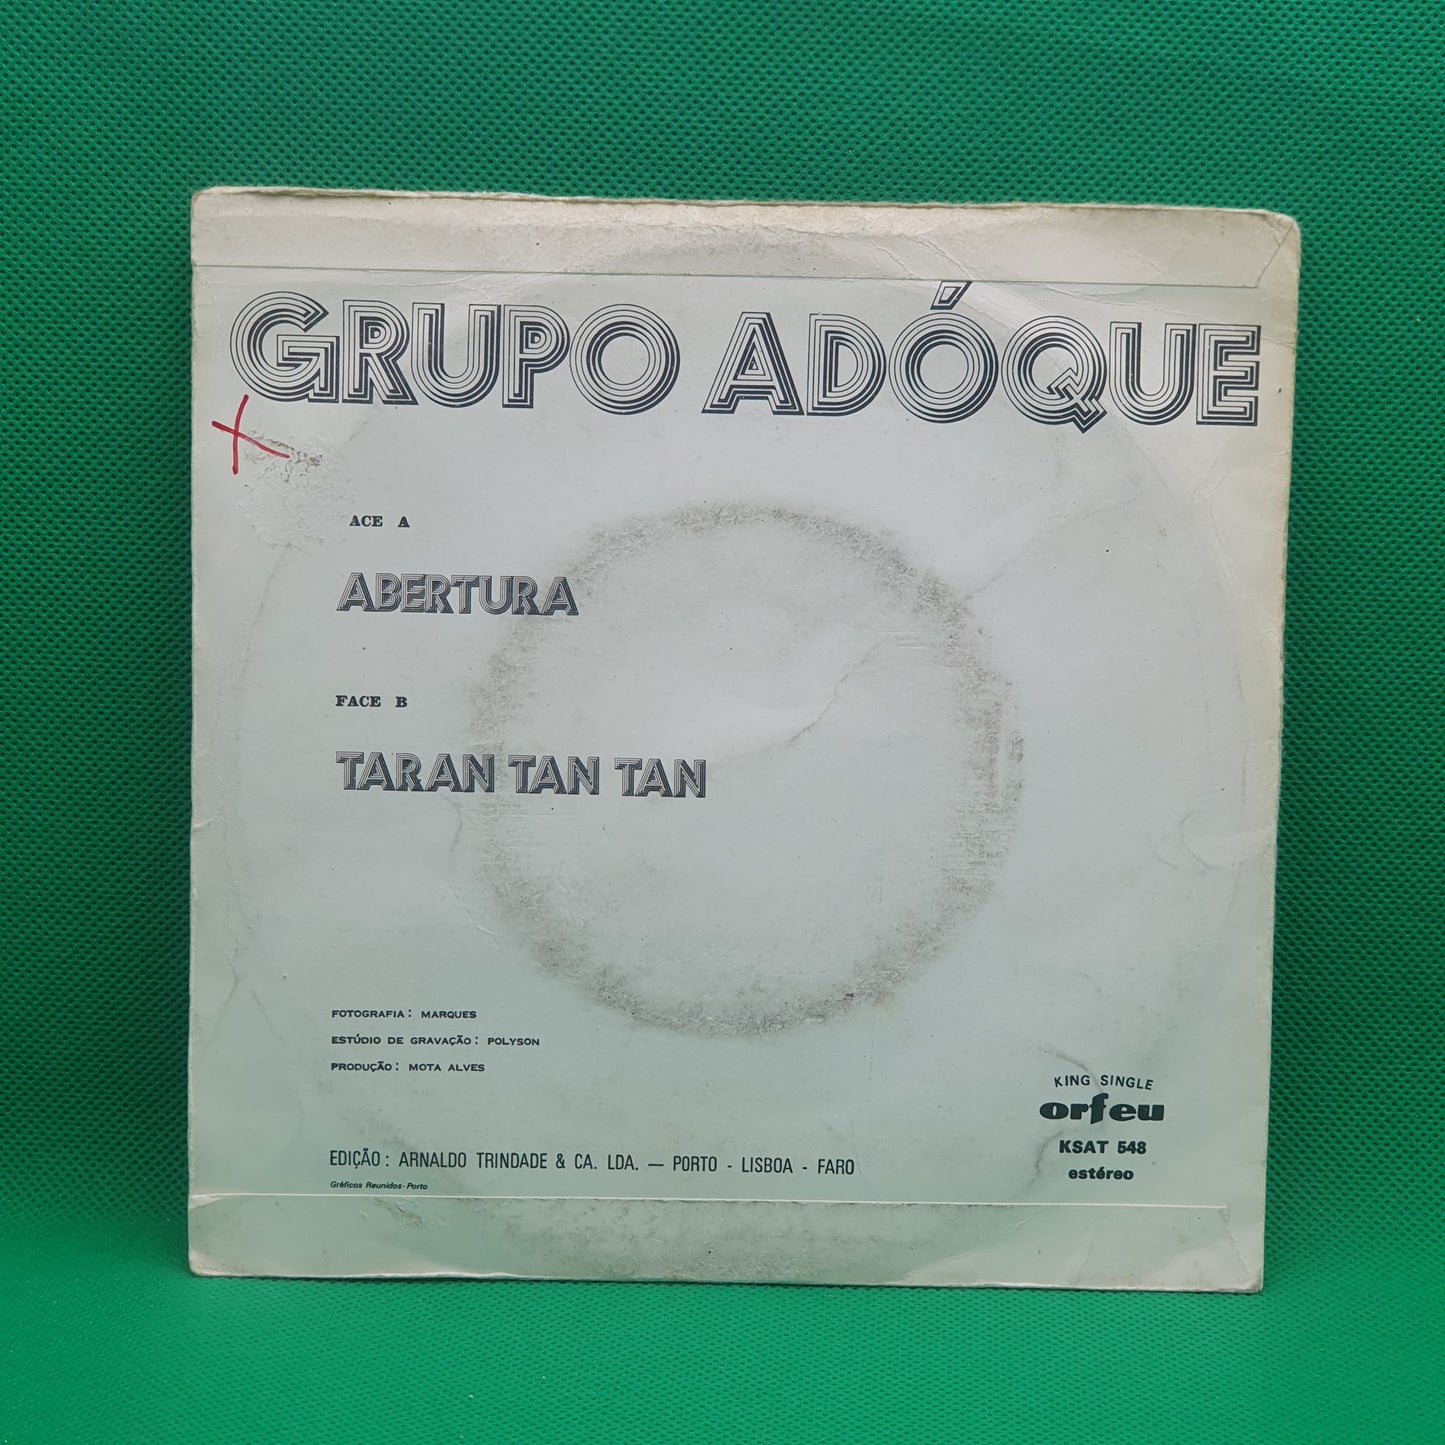 GRUPO ADÓQUE
ACE A
ABERTURA
FACE B
TARAN TAN TAN
FOTOGRAFIA: MARQUES
ESTÚDIO DE GRAVAÇÃO: POLYSON
PRODUÇÃO: MOTA ALVES
KING SINGLE
orfeu
KSAT 548
estéreo
EDIÇÃO: ARNALDO TRINDADE & CA. LDA. — PORTO - LISBOA - FARO
Gráficos Reunidos - Porto